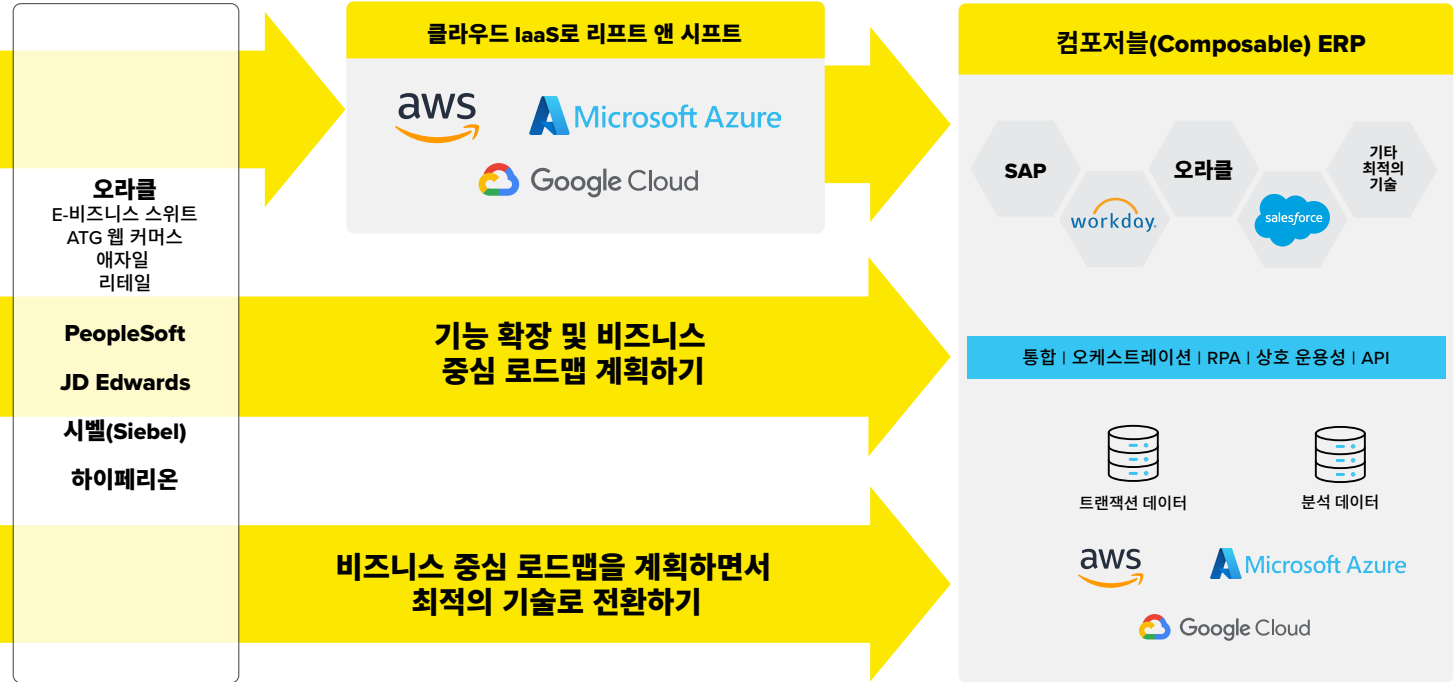 오라클
E-비즈니스 스위트
ATG 웹 커머스
애자일
리테일
PeopleSoft
JD Edwards
시벨(Siebel)
하이페리온
클라우드 IaaS로 리프트 앤 시프트
aws
Microsoft Azure
Google Cloud
기능 확장 및 비즈니스
중심 로드맵 계획하기
비즈니스 중심 로드맵을 계획하면서
최적의 기술로 전환하기
컴포저블(Composable) ERP
SAP
workday.
오라클
salesforce
기타
최적의
기술
통합 | 오케스트레이션 | RPA | 상호 운용성 | API
트랜잭션 데이터
분석 데이터
aws
Microsoft Azure
Google Cloud